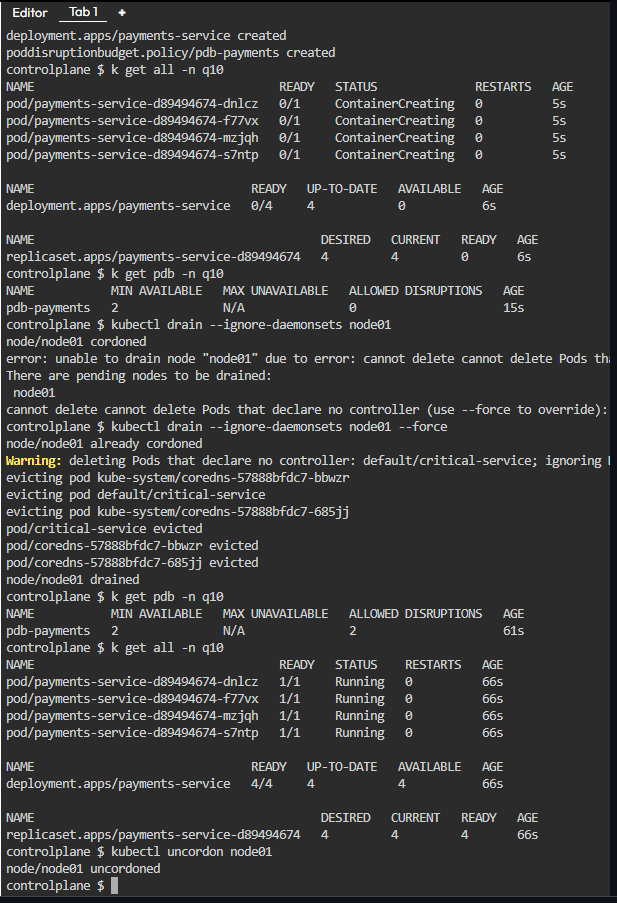 Editor Tab 1 +
deployment.apps/payments-service created
poddisruptionbudget.policy/pdb-payments created
controlplane $ k get all -n q10
NAME READY STATUS RESTARTS AGE
pod/payments-service-d89494674-dnlcz 0/1 ContainerCreating 0 5s
pod/payments-service-d89494674-f77vx 0/1 ContainerCreating 0 5s
pod/payments-service-d89494674-mzjqh 0/1 ContainerCreating 0 5s
pod/payments-service-d89494674-s7ntp 0/1 ContainerCreating 0 5s
NAME READY UP-TO-DATE AVAILABLE AGE
deployment.apps/payments-service 0/4 4 0 6s
NAME DESIRED CURRENT READY AGE
replicaset.apps/payments-service-d89494674 4 4 0 6s
controlplane $ k get pdb -n q10
NAME MIN AVAILABLE MAX UNAVAILABLE ALLOWED DISRUPTIONS AGE
pdb-payments 2 N/A 0 15s
controlplane $ kubectl drain --ignore-daemonsets node01
node/node01 cordoned
error: unable to drain node "node01" due to error: cannot delete cannot delete Pods tha
There are pending nodes to be drained:
node01
cannot delete cannot delete Pods that declare no controller (use --force to override):
controlplane $ kubectl drain --ignore-daemonsets node01 --force
node/node01 already cordoned
Warning: deleting Pods that declare no controller: default/critical-service; ignoring
evicting pod kube-system/coredns-57888bfdc7-bbwzr
evicting pod default/critical-service
evicting pod kube-system/coredns-57888bfdc7-685jj
pod/critical-service evicted
pod/coredns-57888bfdc7-bbwzr evicted
pod/coredns-57888bfdc7-685jj evicted
node/node01 drained
controlplane $ k get pdb -n q10
NAME MIN AVAILABLE MAX UNAVAILABLE ALLOWED DISRUPTIONS AGE
pdb-payments 2 N/A 2 61s
controlplane $ k get all -n q10
NAME READY STATUS RESTARTS AGE
pod/payments-service-d89494674-dnlcz 1/1 Running 0 66s
pod/payments-service-d89494674-f77vx 1/1 Running 0 66s
pod/payments-service-d89494674-mzjqh 1/1 Running 0 66s
pod/payments-service-d89494674-s7ntp 1/1 Running 0 66s
NAME READY UP-TO-DATE AVAILABLE AGE
deployment.apps/payments-service 4/4 4 4 66s
NAME DESIRED CURRENT READY AGE
replicaset.apps/payments-service-d89494674 4 4 4 66s
controlplane $ kubectl uncordon node01
node/node01 uncordoned
controlplane $